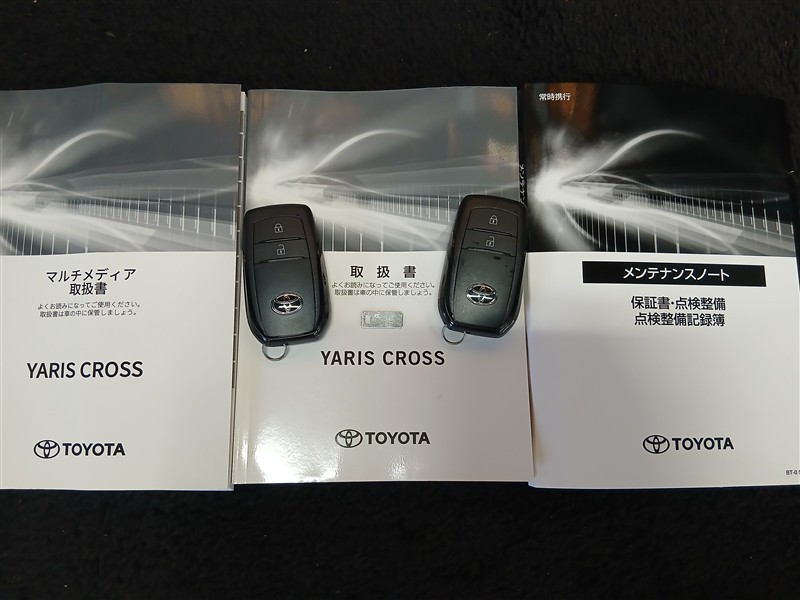 マルチメディア
取扱書
よくお読みになってご使用ください。
取扱書は車の中に保管しましょう。
YARIS CROSS
TOYOTA
取扱書
よくお読みになってご使用ください。
取扱書は車の中に保管しましょう。
YARIS CROSS
TOYOTA
常時携行
メンテナンスノート
保証書・点検整備
点検整備記録簿
TOYOTA